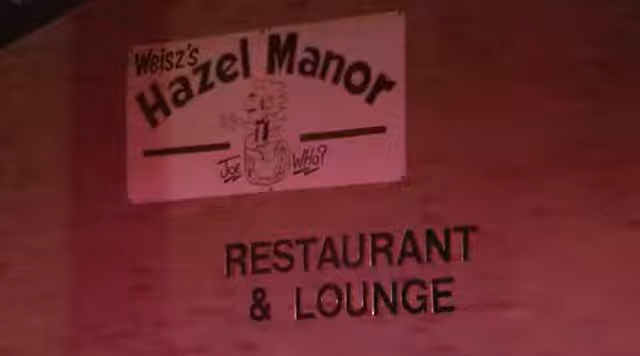 Weisz's
Hazel Manor
Joe Who?
RESTAURANT
& LOUNGE